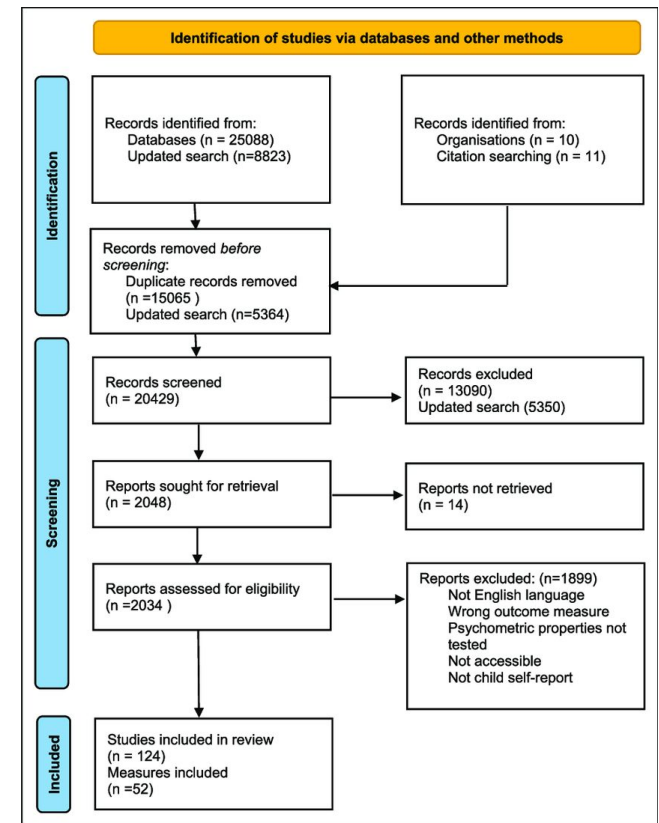 Identification of studies via databases and other methods
Identification
Records identified from:
Databases (n = 25088)
Updated search (n=8823)
Records identified from:
Organisations (n = 10)
Citation searching (n = 11)
Records removed before
screening:
Duplicate records removed
(n =15065 )
Updated search (n=5364)
Screening
Records screened
(n = 20429)
Records excluded
(n = 13090)
Updated search (5350)
Reports sought for retrieval
(n = 2048)
Reports not retrieved
(n = 14)
Reports assessed for eligibility
(n =2034 )
Reports excluded: (n=1899)
Not English language
Wrong outcome measure
Psychometric properties not
tested
Not accessible
Not child self-report
Included
Studies included in review
(n = 124)
Measures included
(n =52)